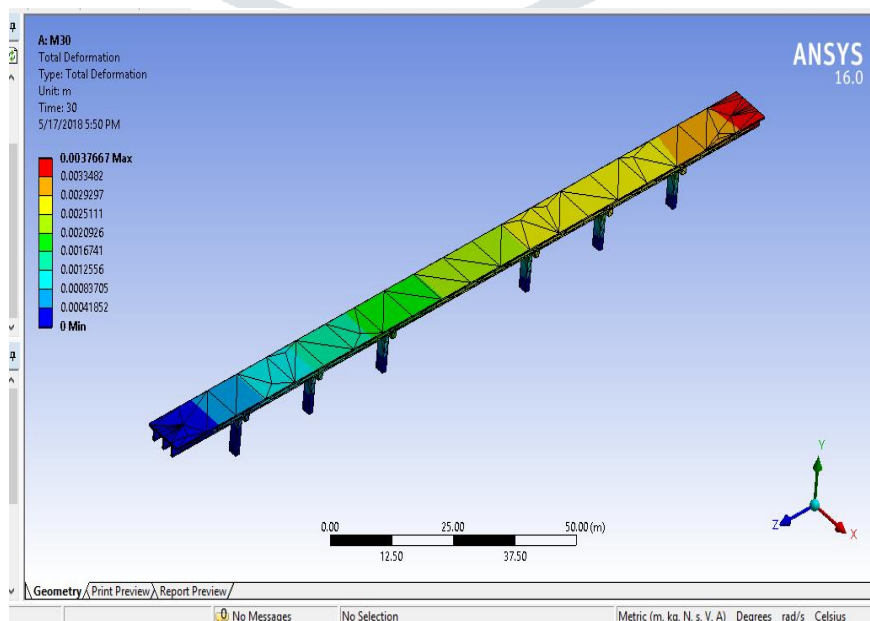 A: M30
Total Deformation
Type: Total Deformation
Unit: m
Time: 30
5/17/2018 5:50 PM
ANSYS
16.0
0.0037667 Max
0.0033482
0.0029297
0.0025111
0.0020926
0.0016741
0.0012556
0.00083705
0.00041852
0 Min
Y
Z
X
0.00 25.00 50.00 (m)
12.50 37.50
Geometry Print Preview Report Preview
0 No Messages No Selection Metric (m, kg, N, s, V, A) Degrees rad/s Celsius